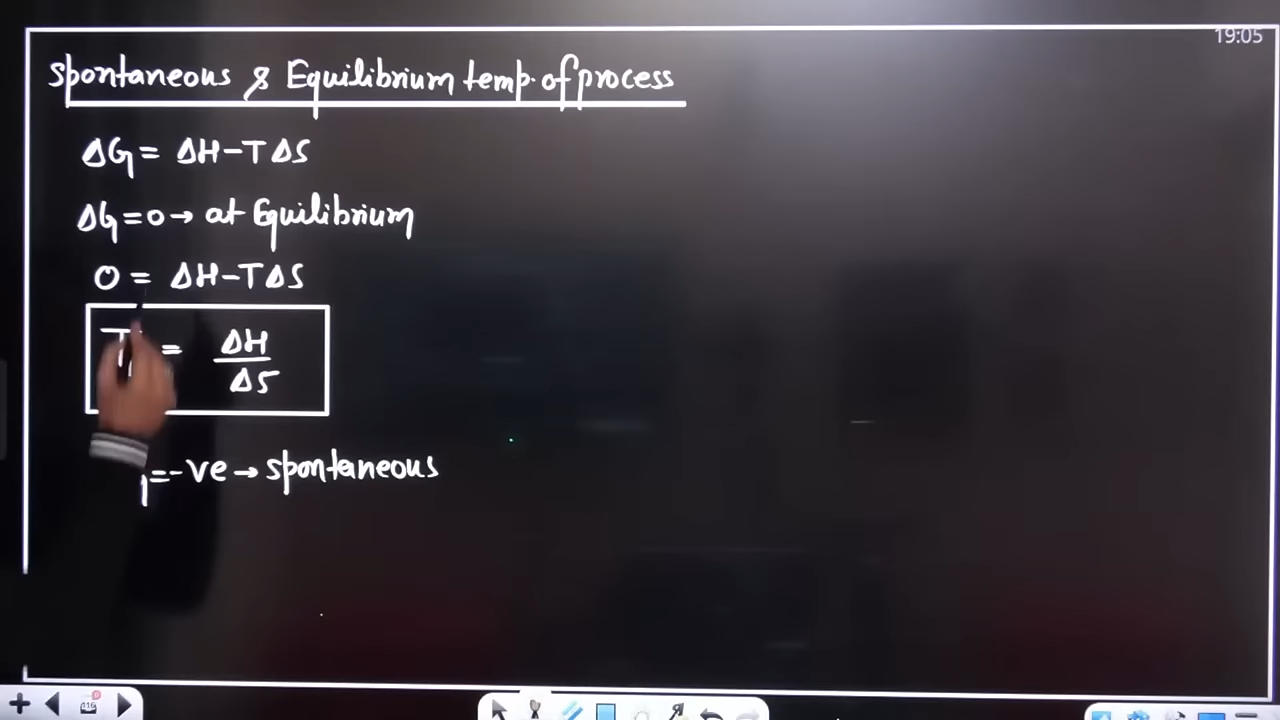 19:05
Spontaneous & Equilibrium temp. of process
ΔG = ΔH-TΔS
ΔG=0→ at Equilibrium
0 = ΔH-TΔS
= ΔH
ΔS
=-ve→spontaneous
116